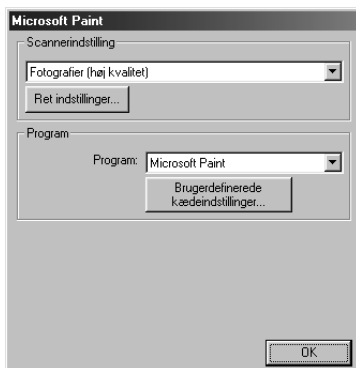 Microsoft Paint
Scannerindstilling
Fotografier (høj kvalitet)
Ret indstillinger...
Program
Program: Microsoft Paint
Brugerdefinerede
kædeindstillinger...
OK